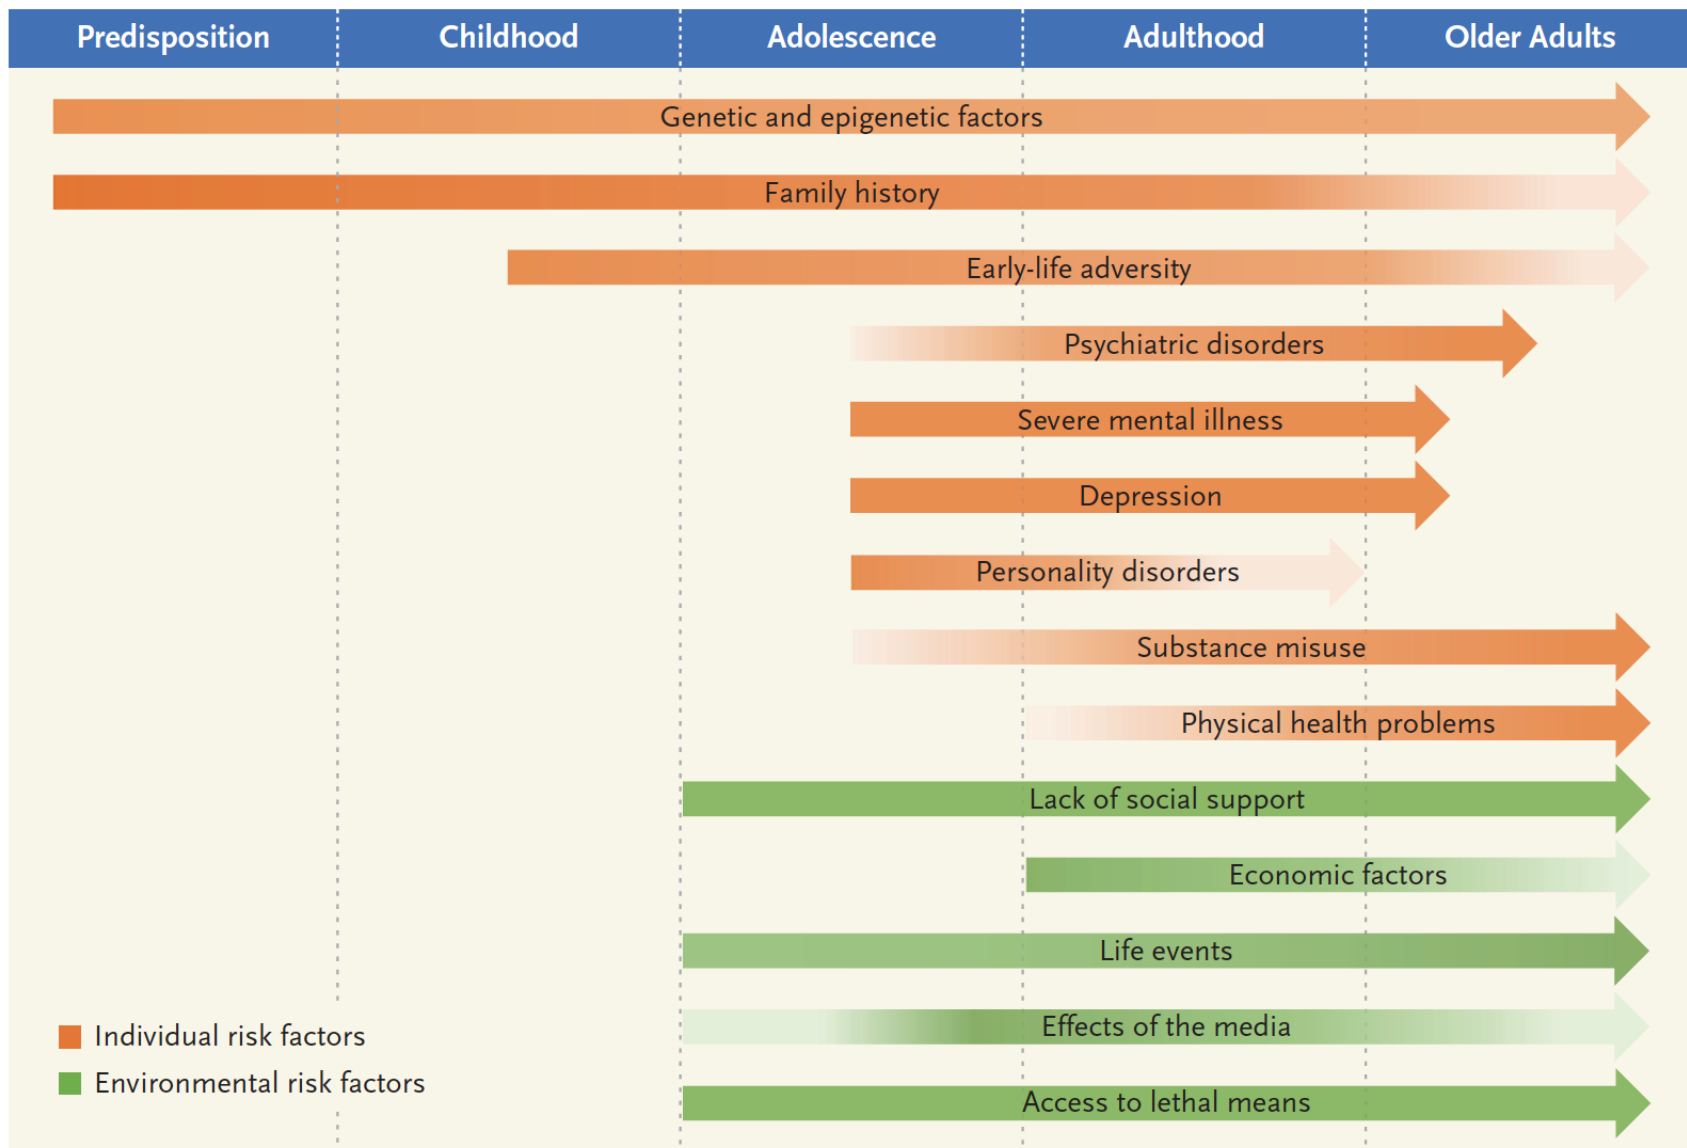 Predisposition
Childhood
Adolescence
Adulthood
Older Adults
Genetic and epigenetic factors
Family history
Early-life adversity
Psychiatric disorders
Severe mental illness
Depression
Personality disorders
Substance misuse
Physical health problems
Lack of social support
Economic factors
Life events
Effects of the media
Access to lethal means
Individual risk factors
Environmental risk factors